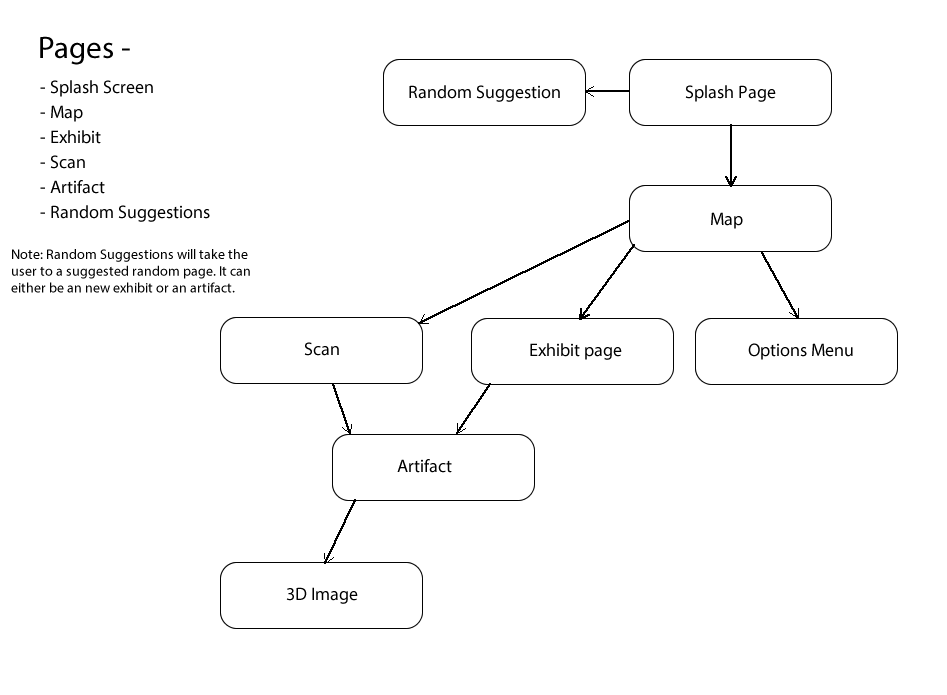 Pages -
- Splash Screen
- Map
- Exhibit
- Scan
- Artifact
- Random Suggestions
Note: Random Suggestions will take the
user to a suggested random page. It can
either be an new exhibit or an artifact.
Random Suggestion
Splash Page
Map
Scan
Exhibit page
Options Menu
Artifact
3D Image